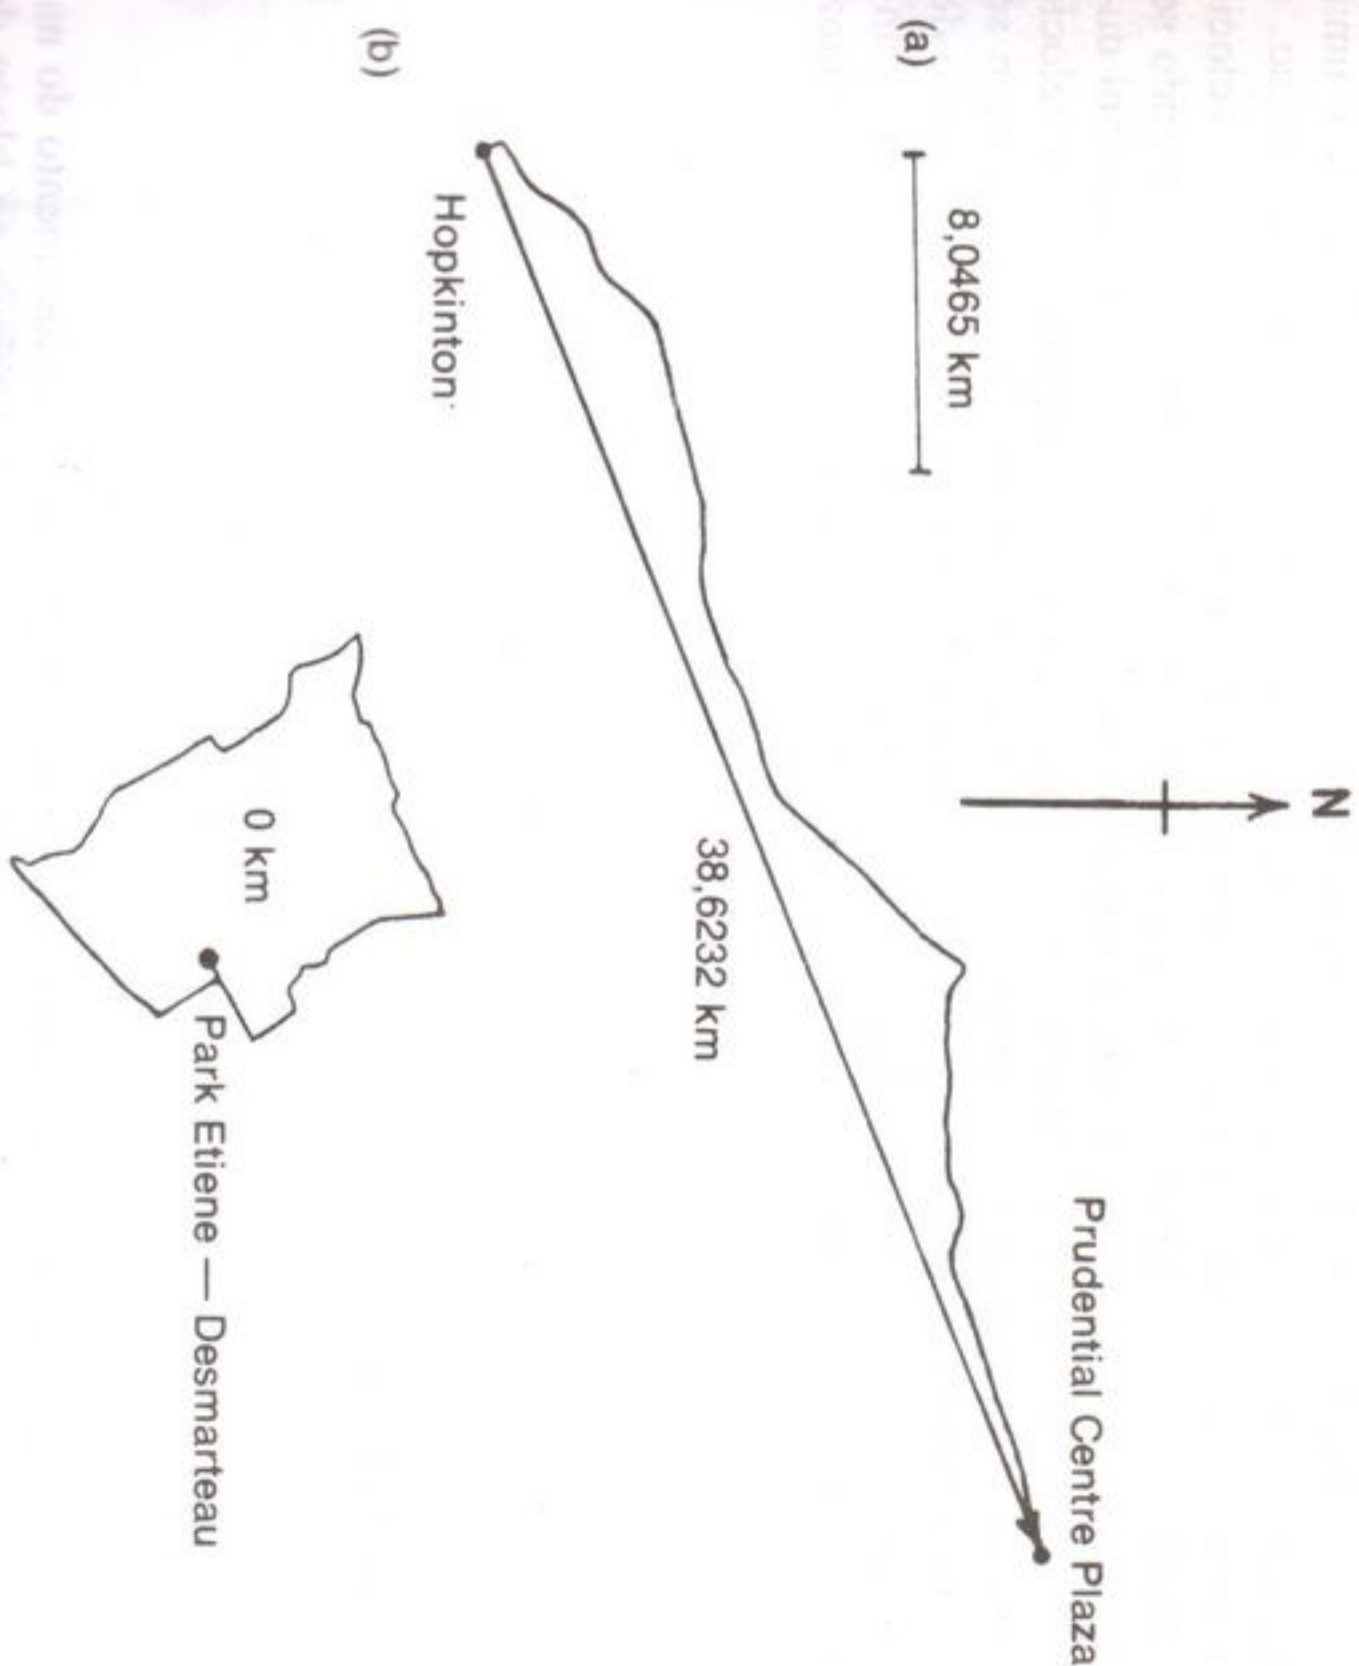 N
(a)
8,0465 km
Prudential Centre Plaza
38,6232 km
Hopkinton
(b)
0 km
Park Etiene — Desmarteau